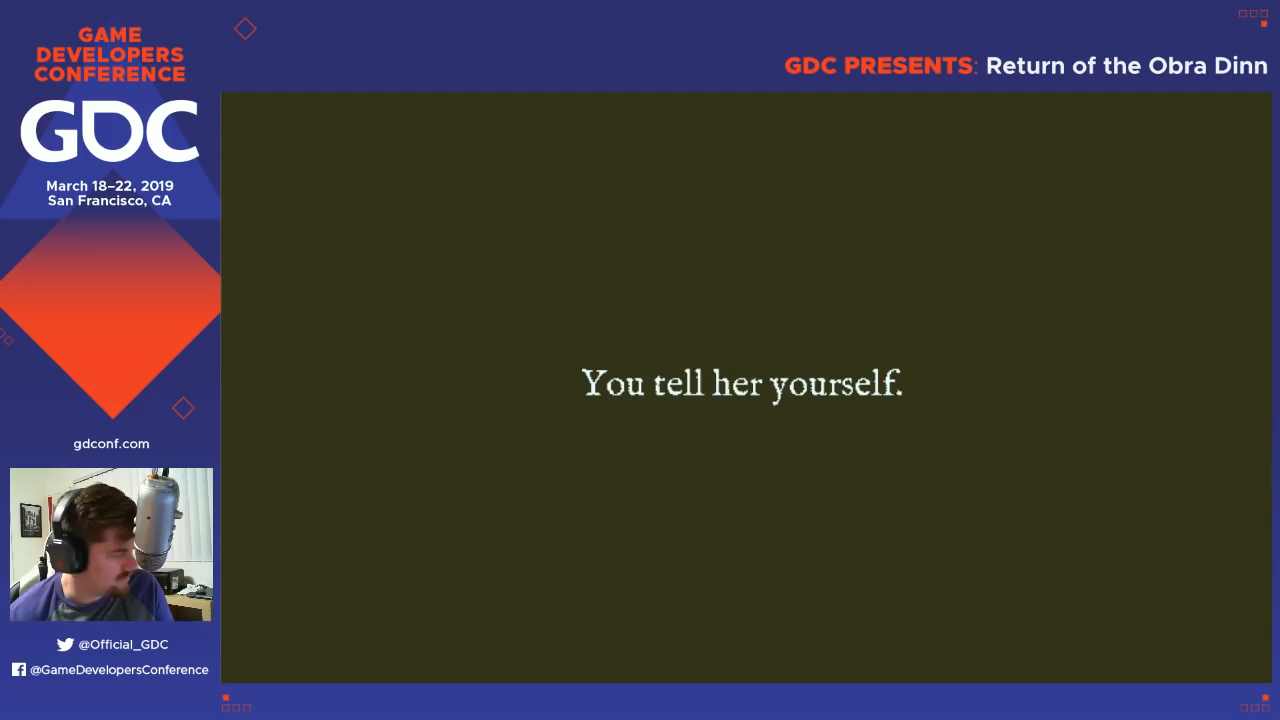 GAME
DEVELOPERS
CONFERENCE
GDC
March 18–22, 2019
San Francisco, CA
gdconf.com
@Official_GDC
@GameDevelopersConference
GDC PRESENTS: Return of the Obra Dinn
You tell her yourself.